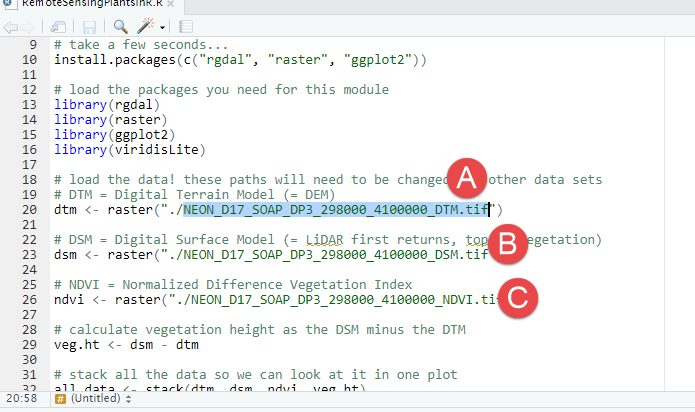 RemoteSensingPlantsInR.R
9 # take a few seconds...
10 install.packages(c("rgdal", "raster", "ggplot2"))
11
12 # load the packages you need for this module
13 library(rgdal)
14 library(raster)
15 library(ggplot2)
16 library(viridisLite)
17
18 # load the data! these paths will need to be changed other data sets
A
19 # DTM = Digital Terrain Model (= DEM)
20 dtm <- raster("./NEON_D17_SOAP_DP3_298000_4100000_DTM.tif")
21
22 # DSM = Digital Surface Model (= LiDAR first returns, top egetation)
B
23 dsm <- raster("./NEON_D17_SOAP_DP3_298000_4100000_DSM.tif
24
25 # NDVI = Normalized Difference Vegetation Index
26 ndvi <- raster("./NEON_D17_SOAP_DP3_298000_4100000_NDVI.ti
C
27
28 # calculate vegetation height as the DSM minus the DTM
29 veg.ht <- dsm - dtm
30
31 # stack all the data so we can look at it in one plot
32 all.data <- stack(dtm, dsm, ndvi, veg.ht)
20:58 # (Untitled)